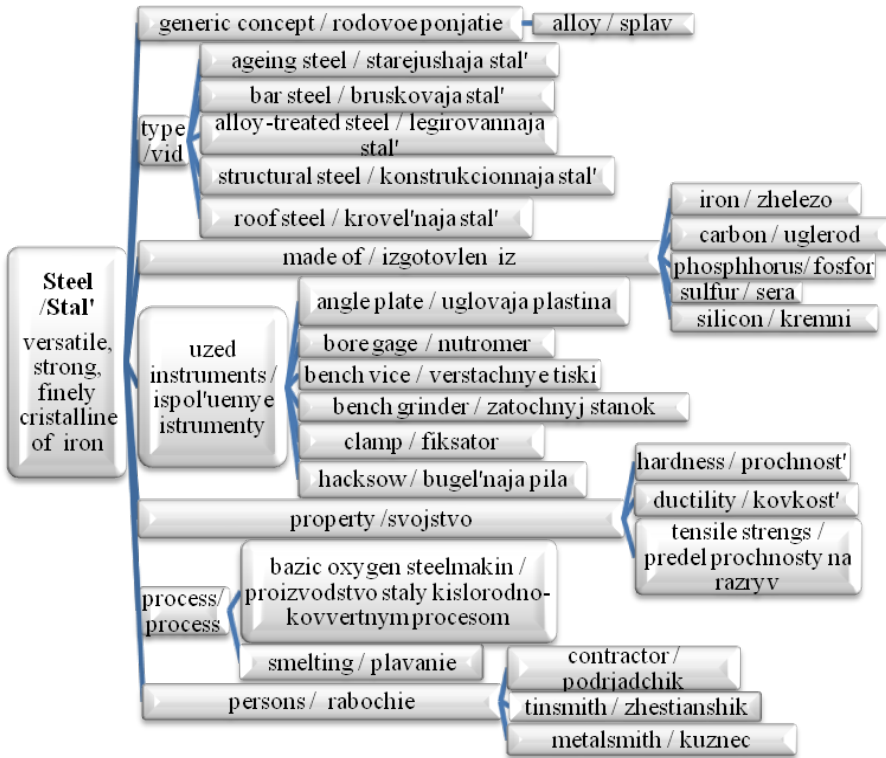 generic concept / rodovoe ponjatie
alloy / splav
ageing steel / starejushaja stal'
bar steel / bruskovaja stal'
type
/vid
alloy-treated steel / legirovannaja
stal'
structural steel / konstrukcionnaja stal'
roof steel / krovel'naja stal'
Steel
/Stal'
versatile,
strong,
finely
cristalline
of iron
made of / izgotovlen iz
iron / zhelezo
carbon / uglerod
phosphhorus/ fosfor
sulfur / sera
silicon / kremni
uzed
instruments /
ispol'uemye
istrumenty
angle plate / uglovaja plastina
bore gage / nutromer
bench vice / verstachnye tiski
bench grinder / zatochnyj stanok
clamp / fiksator
hacksow / bugel'naja pila
property /svojstvo
hardness / prochnost'
ductility / kovkost'
tensile strengs /
predel prochnosty na
razryv
process/
process
bazic oxygen steelmakin /
proizvodstvo staly kislorodno-
kovvertnym procesom
smelting / plavanie
persons / rabochie
contractor /
podrjadchik
tinsmith / zhestianshik
metalsmith / kuznec